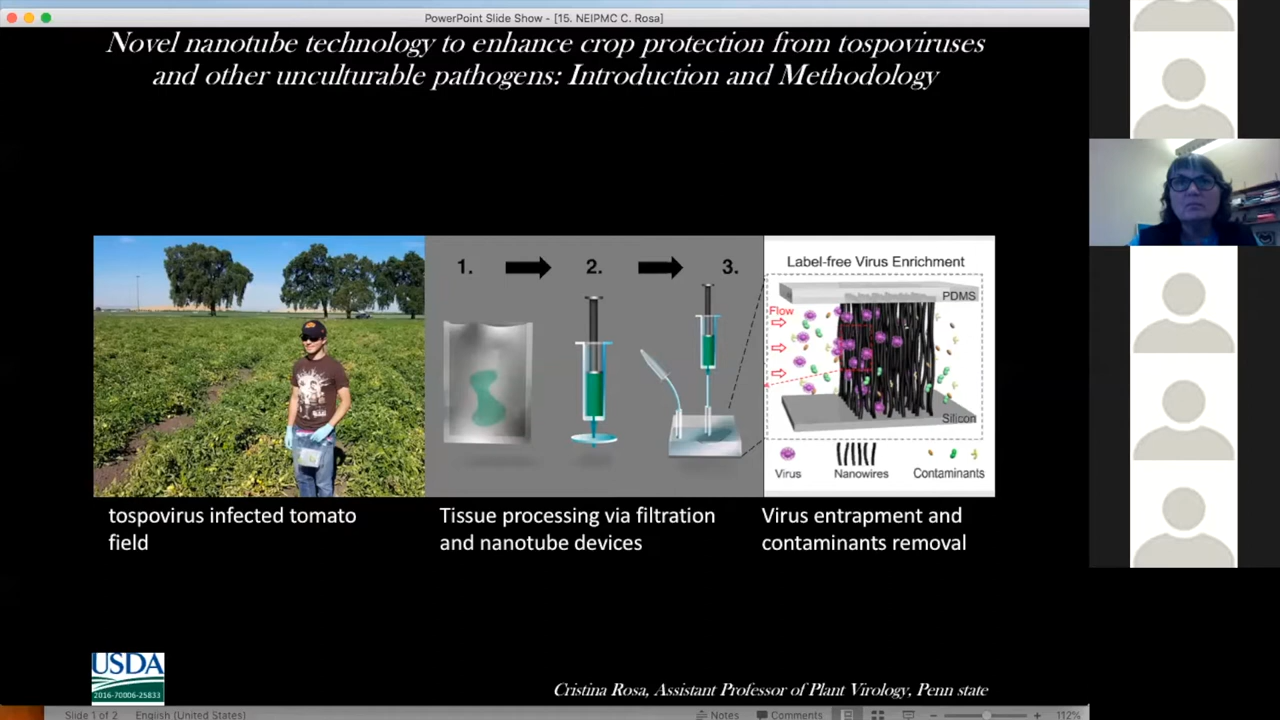 PowerPoint Slide Show - [15. NEIPMC C. Rosa]
Novel nanotube technology to enhance crop protection from tospoviruses
and other unculturable pathogens: Introduction and Methodology
1.
2.
3.
Label-free Virus Enrichment
PDMS
Flow
Silicon
Virus
Nanowires
Contaminants
tospovirus infected tomato
field
Tissue processing via filtration
and nanotube devices
Virus entrapment and
contaminants removal
USDA
2016-70006-25833
Cristina Rosa, Assistant Professor of Plant Virology, Penn state
Slide 1 of 2
English (United States)
Notes
Comments
112%